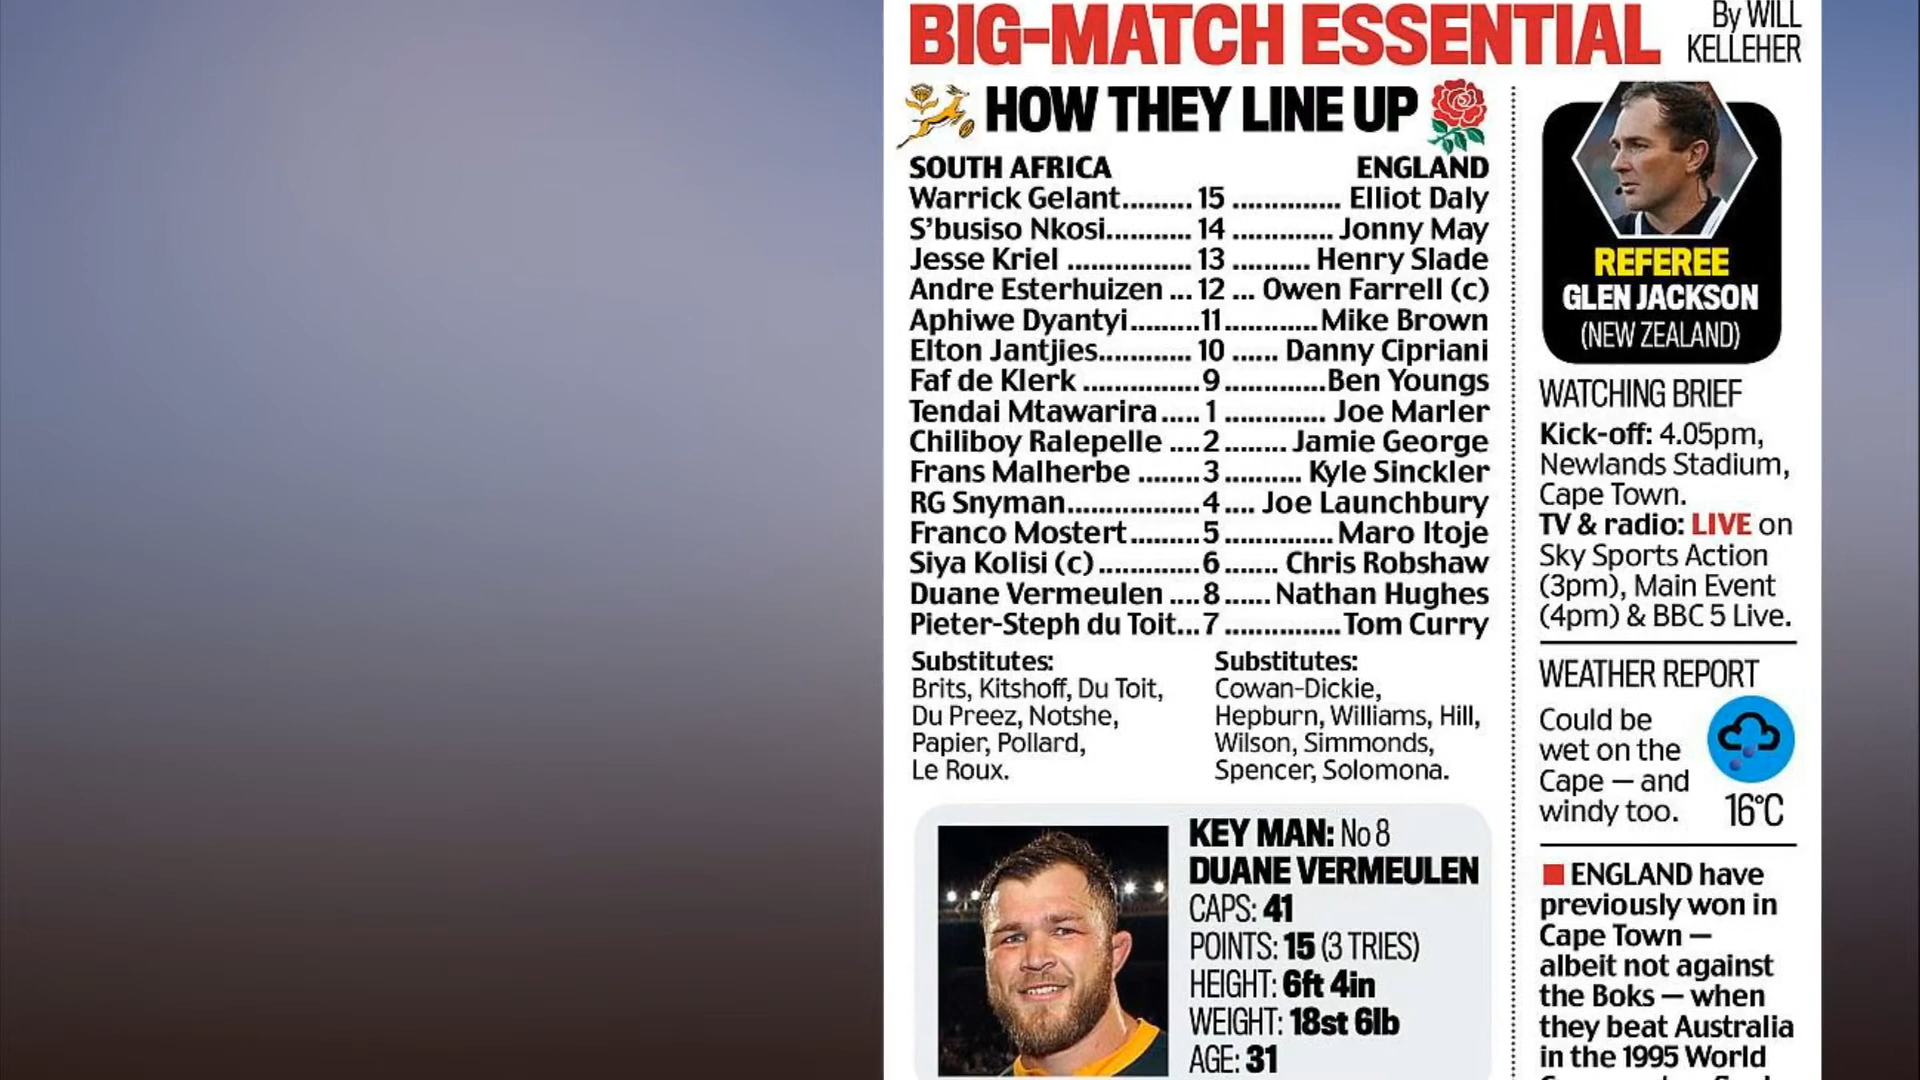 BIG-MATCH ESSENTIAL
By WILL
KELLEHER
HOW THEY LINE UP
SOUTH AFRICA ENGLAND
Warrick Gelant......... 15 .............. Elliot Daly
S’busiso Nkosi........... 14 ............. Jonny May
Jesse Kriel ................ 13 .......... Henry Slade
Andre Esterhuizen ... 12 ... Owen Farrell (c)
Aphiwe Dyantyi.........11............Mike Brown
Elton Jantjies............ 10 ...... Danny Cipriani
Faf de Klerk ...............9.............Ben Youngs
Tendai Mtawarira ..... 1 ............. Joe Marler
Chiliboy Ralepelle ....2........Jamie George
Frans Malherbe ........3.......... Kyle Sinckler
RG Snyman.................4.... Joe Launchbury
Franco Mostert.........5..............Maro Itoje
Siya Kolisi (c).............6....... Chris Robshaw
Duane Vermeulen ....8......Nathan Hughes
Pieter-Steph du Toit...7...............Tom Curry
Substitutes:
Brits, Kitshoff, Du Toit,
Du Preez, Notshe,
Papier, Pollard,
Le Roux.
Substitutes:
Cowan-Dickie,
Hepburn, Williams, Hill,
Wilson, Simmonds,
Spencer, Solomona.
KEY MAN: No 8
DUANE VERMEULEN
CAPS: 41
POINTS: 15 (3 TRIES)
HEIGHT: 6ft 4in
WEIGHT: 18st 6lb
AGE: 31
REFEREE
GLEN JACKSON
(NEW ZEALAND)
WATCHING BRIEF
Kick-off: 4.05pm,
Newlands Stadium,
Cape Town.
TV & radio: LIVE on
Sky Sports Action
(3pm), Main Event
(4pm) & BBC 5 Live.
WEATHER REPORT
Could be
wet on the
Cape — and
windy too.
16°C
ENGLAND have
previously won in
Cape Town —
albeit not against
the Boks — when
they beat Australia
in the 1995 World